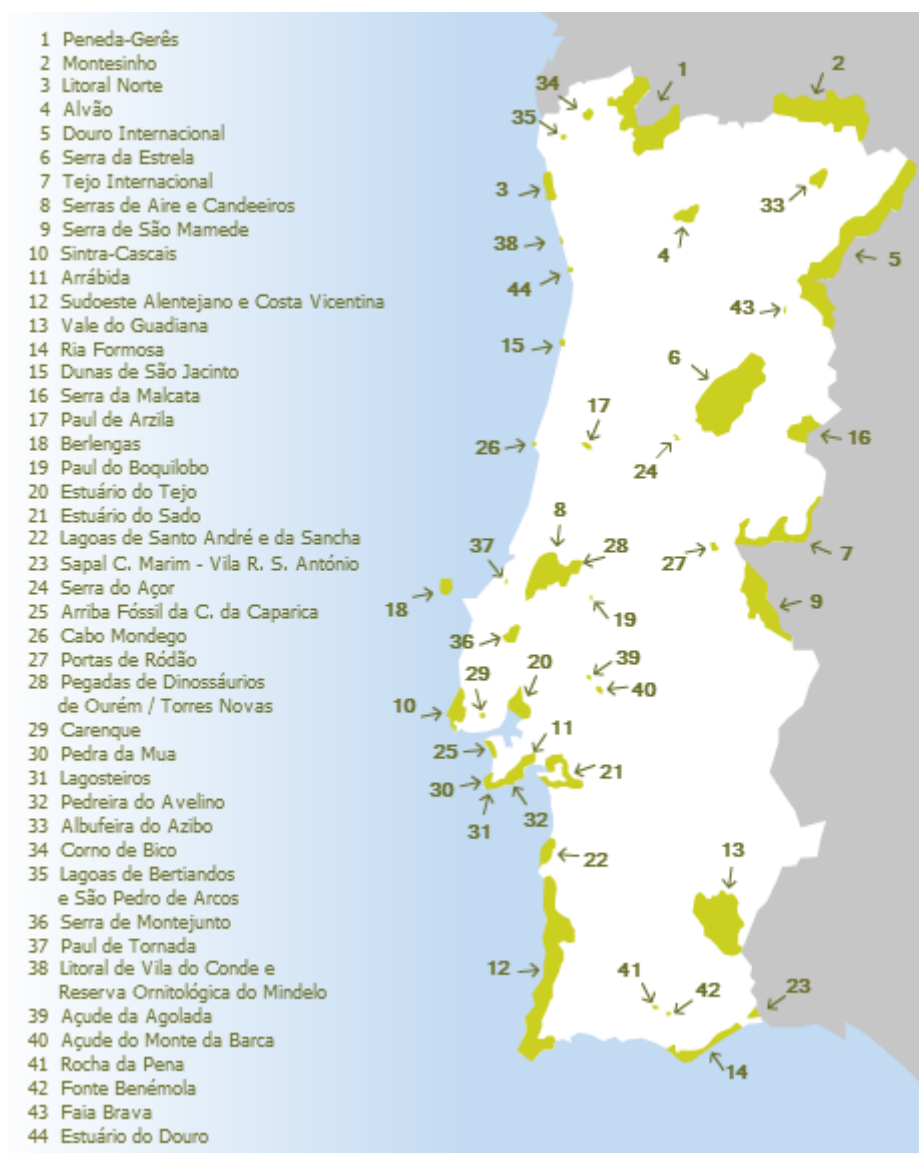 1 Peneda-Gerês
2 Montesinho
3 Litoral Norte
4 Alvão
5 Douro Internacional
6 Serra da Estrela
7 Tejo Internacional
8 Serras de Aire e Candeeiros
9 Serra de São Mamede
10 Sintra-Cascais
11 Arrábida
12 Sudoeste Alentejano e Costa Vicentina
13 Vale do Guadiana
14 Ria Formosa
15 Dunas de São Jacinto
16 Serra da Malcata
17 Paul de Arzila
18 Berlengas
19 Paul do Boquilobo
20 Estuário do Tejo
21 Estuário do Sado
22 Lagoas de Santo André e da Sancha
23 Sapal C. Marim - Vila R. S. António
24 Serra do Açor
25 Arriba Fóssil da C. da Caparica
26 Cabo Mondego
27 Portas de Ródão
28 Pegadas de Dinossáurios
de Ourém / Torres Novas
29 Carenque
30 Pedra da Mua
31 Lagosteiros
32 Pedreira do Avelino
33 Albufeira do Azibo
34 Corno de Bico
35 Lagoas de Bertiandos
e São Pedro de Arcos
36 Serra de Montejunto
37 Paul de Tornada
38 Litoral de Vila do Conde e
Reserva Ornitológica do Mindelo
39 Açude da Agolada
40 Açude do Monte da Barca
41 Rocha da Pena
42 Fonte Benémola
43 Faia Brava
44 Estuário do Douro
1
2
34
35
3
33
38
4
5
44
43
15
6
17
26
24
16
8
37
28
27
7
18
19
9
36
39
29
20
40
10
11
25
21
30
31
32
22
13
12
41
42
23
14